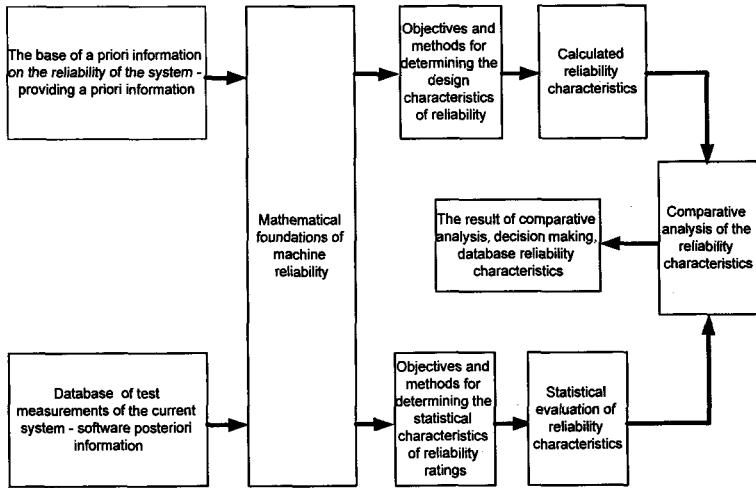 The base of a priori information
on the reliability of the system -
providing a priori information
Mathematical
foundations of
machine
reliability
Objectives and
methods for
determining the
design
characteristics
of reliability
Calculated
reliability
characteristics
Comparative
analysis of the
reliability
characteristics
The result of comparative
analysis, decision making,
database reliability
characteristics
Database of test
measurements of the current
system - software posteriori
information
Objectives and
methods for
determining the
statistical
characteristics
of reliability
ratings
Statistical
evaluation of
reliability
characteristics